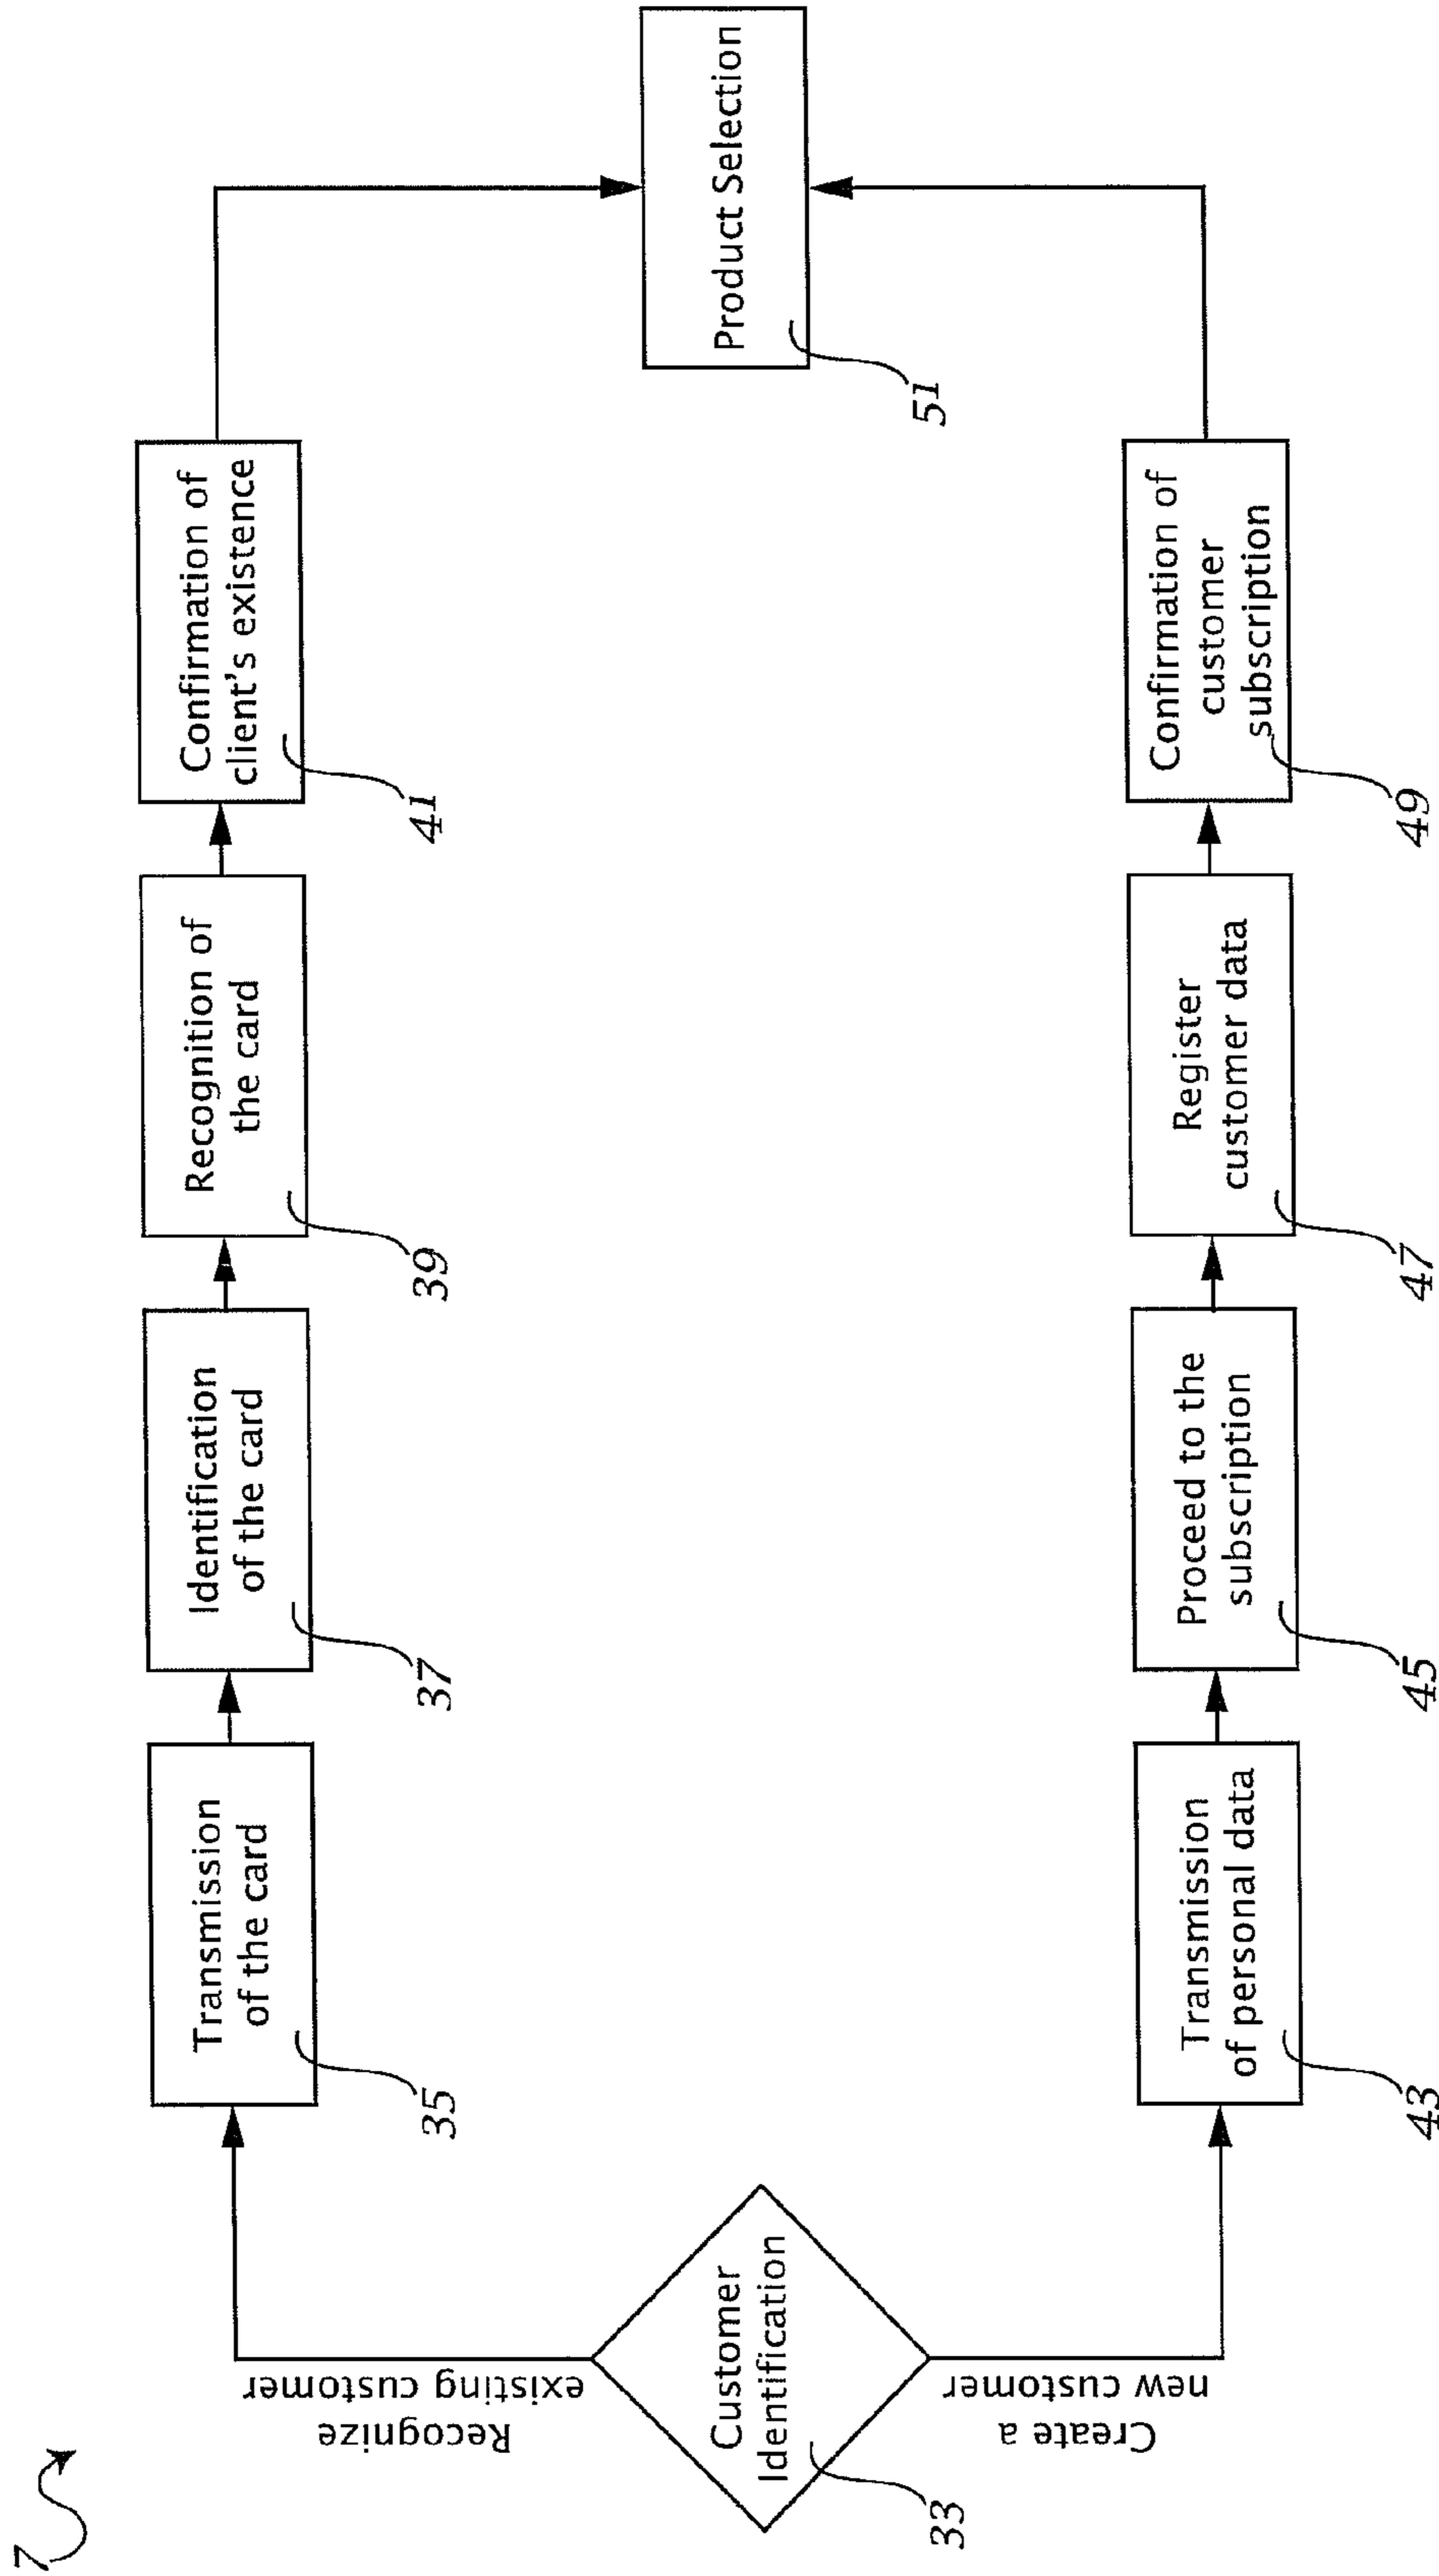 7
Customer
Identification
33
Recognize
existing customer
Transmission
of the card
35
Identification
of the card
37
Recognition of
the card
39
Confirmation of
client's existence
41
Create a
new customer
Transmission
of personal data
43
Proceed to the
subscription
45
Register
customer data
47
Confirmation of
customer
subscription
49
Product Selection
51